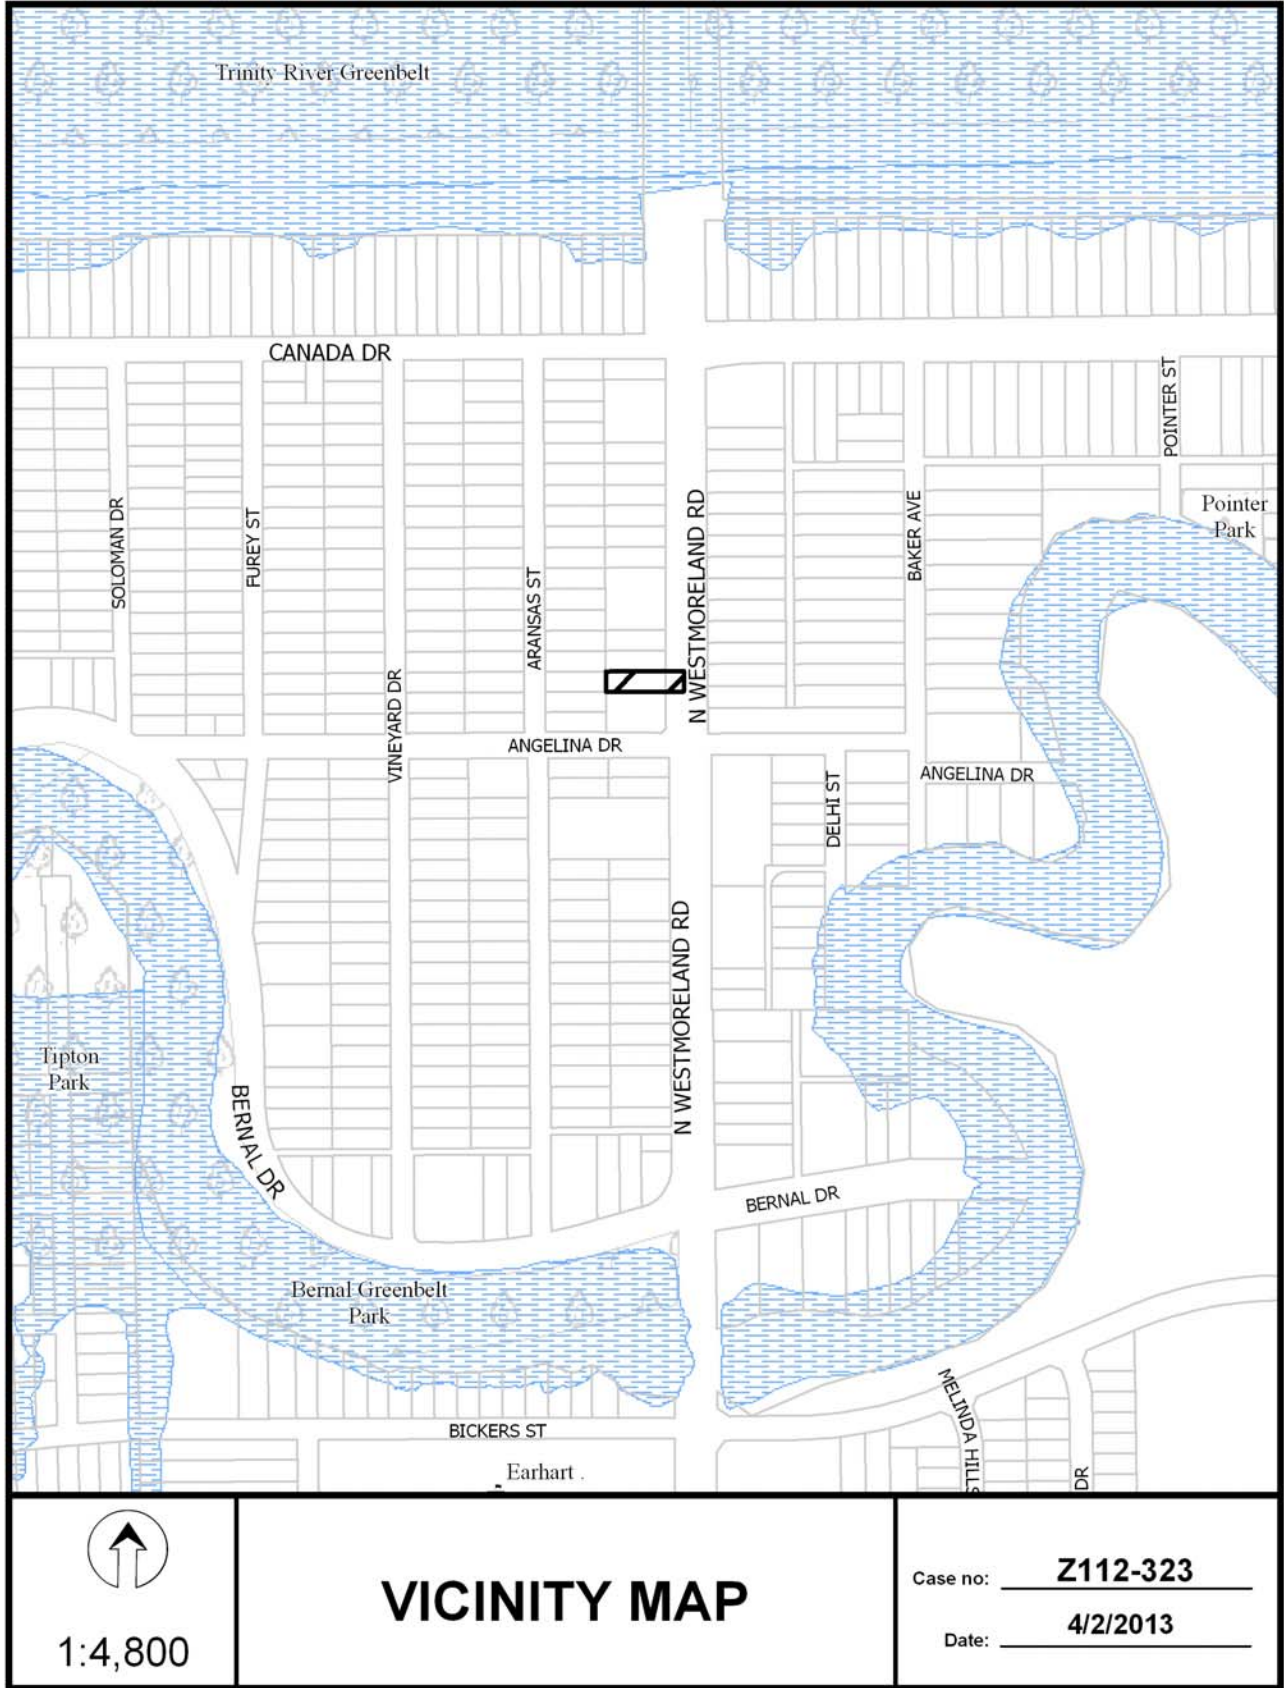 Trinity River Greenbelt
CANADA DR
POINTER ST
Pointer
Park
SOLOMAN DR
FUREY ST
N WESTMORELAND RD
BAKER AVE
ARANSAS ST
VINEYARD DR
ANGELINA DR
ANGELINA DR
DELHI ST
N WESTMORELAND RD
Tipton
Park
BERNAL DR
BERNAL DR
Bernal Greenbelt
Park
MELINDA HILLS
DR
BICKERS ST
Earhart
1:4,800
VICINITY MAP
Case no: Z112-323
Date: 4/2/2013